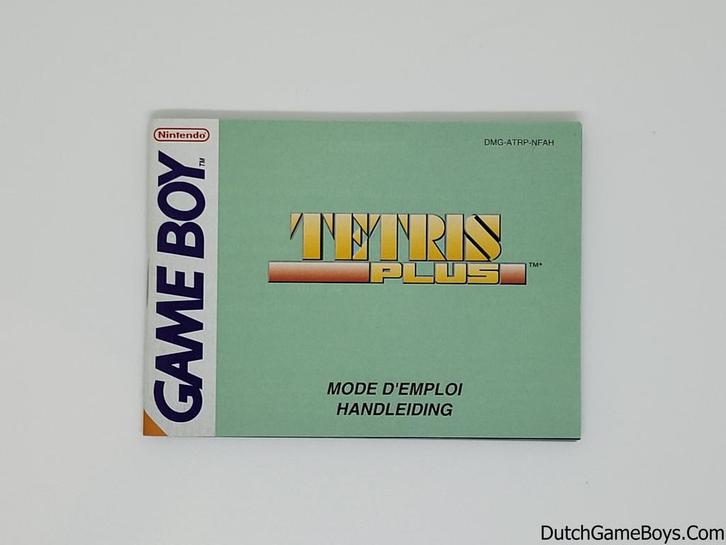 Nintendo
GAME BOY™
DMG-ATRP-NFAH
TETRIS
PLUS ™*
MODE D'EMPLOI
HANDLEIDING
DutchGameBoys.Com